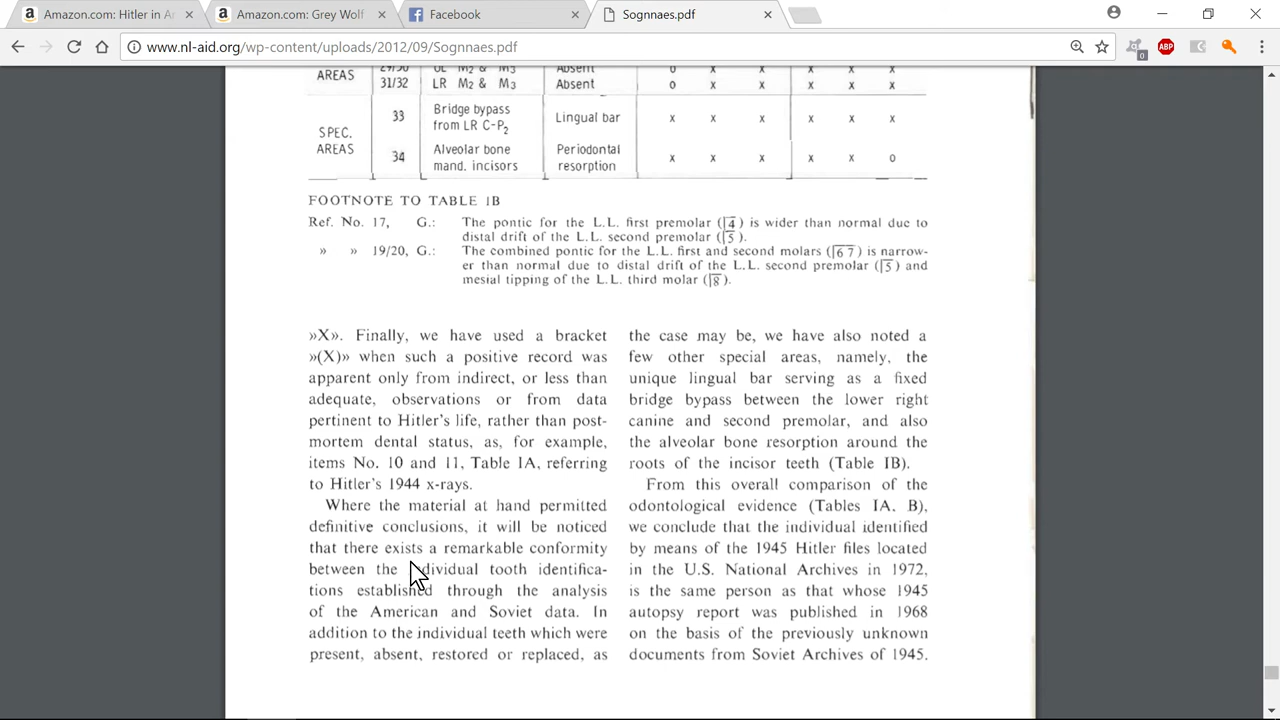 Amazon.com: Hitler in Ar
Amazon.com: Grey Wolf
Facebook
Sognnaes.pdf
www.nl-aid.org/wp-content/uploads/2012/09/Sognnaes.pdf
0
ABP
AREAS 29/30 UL M2 & M3 Absent o x x x x x
31/32 LR M2 & M3 Absent o x x x x x
SPEC. AREAS 33 Bridge bypass from LR C-P2 Lingual bar x x x x x x
34 Alveolar bone mand. incisors Periodontal resorption x x x x x o
FOOTNOTE TO TABLE 1B
Ref. No. 17, G.: The pontic for the L.L. first premolar (4) is wider than normal due to
distal drift of the L.L. second premolar (5).
» » 19/20, G.: The combined pontic for the L.L. first and second molars (6 7) is narrow-
er than normal due to distal drift of the L.L. second premolar (5) and
mesial tipping of the L.L. third molar (8).
»X». Finally, we have used a bracket
»(X)» when such a positive record was
apparent only from indirect, or less than
adequate, observations or from data
pertinent to Hitler's life, rather than post-
mortem dental status, as, for example,
items No. 10 and 11, Table IA, referring
to Hitler's 1944 x-rays.
Where the material at hand permitted
definitive conclusions, it will be noticed
that there exists a remarkable conformity
between the individual tooth identifica-
tions established through the analysis
of the American and Soviet data. In
addition to the individual teeth which were
present, absent, restored or replaced, as
the case may be, we have also noted a
few other special areas, namely, the
unique lingual bar serving as a fixed
bridge bypass between the lower right
canine and second premolar, and also
the alveolar bone resorption around the
roots of the incisor teeth (Table IB).
From this overall comparison of the
odontological evidence (Tables IA, B),
we conclude that the individual identified
by means of the 1945 Hitler files located
in the U.S. National Archives in 1972,
is the same person as that whose 1945
autopsy report was published in 1968
on the basis of the previously unknown
documents from Soviet Archives of 1945.